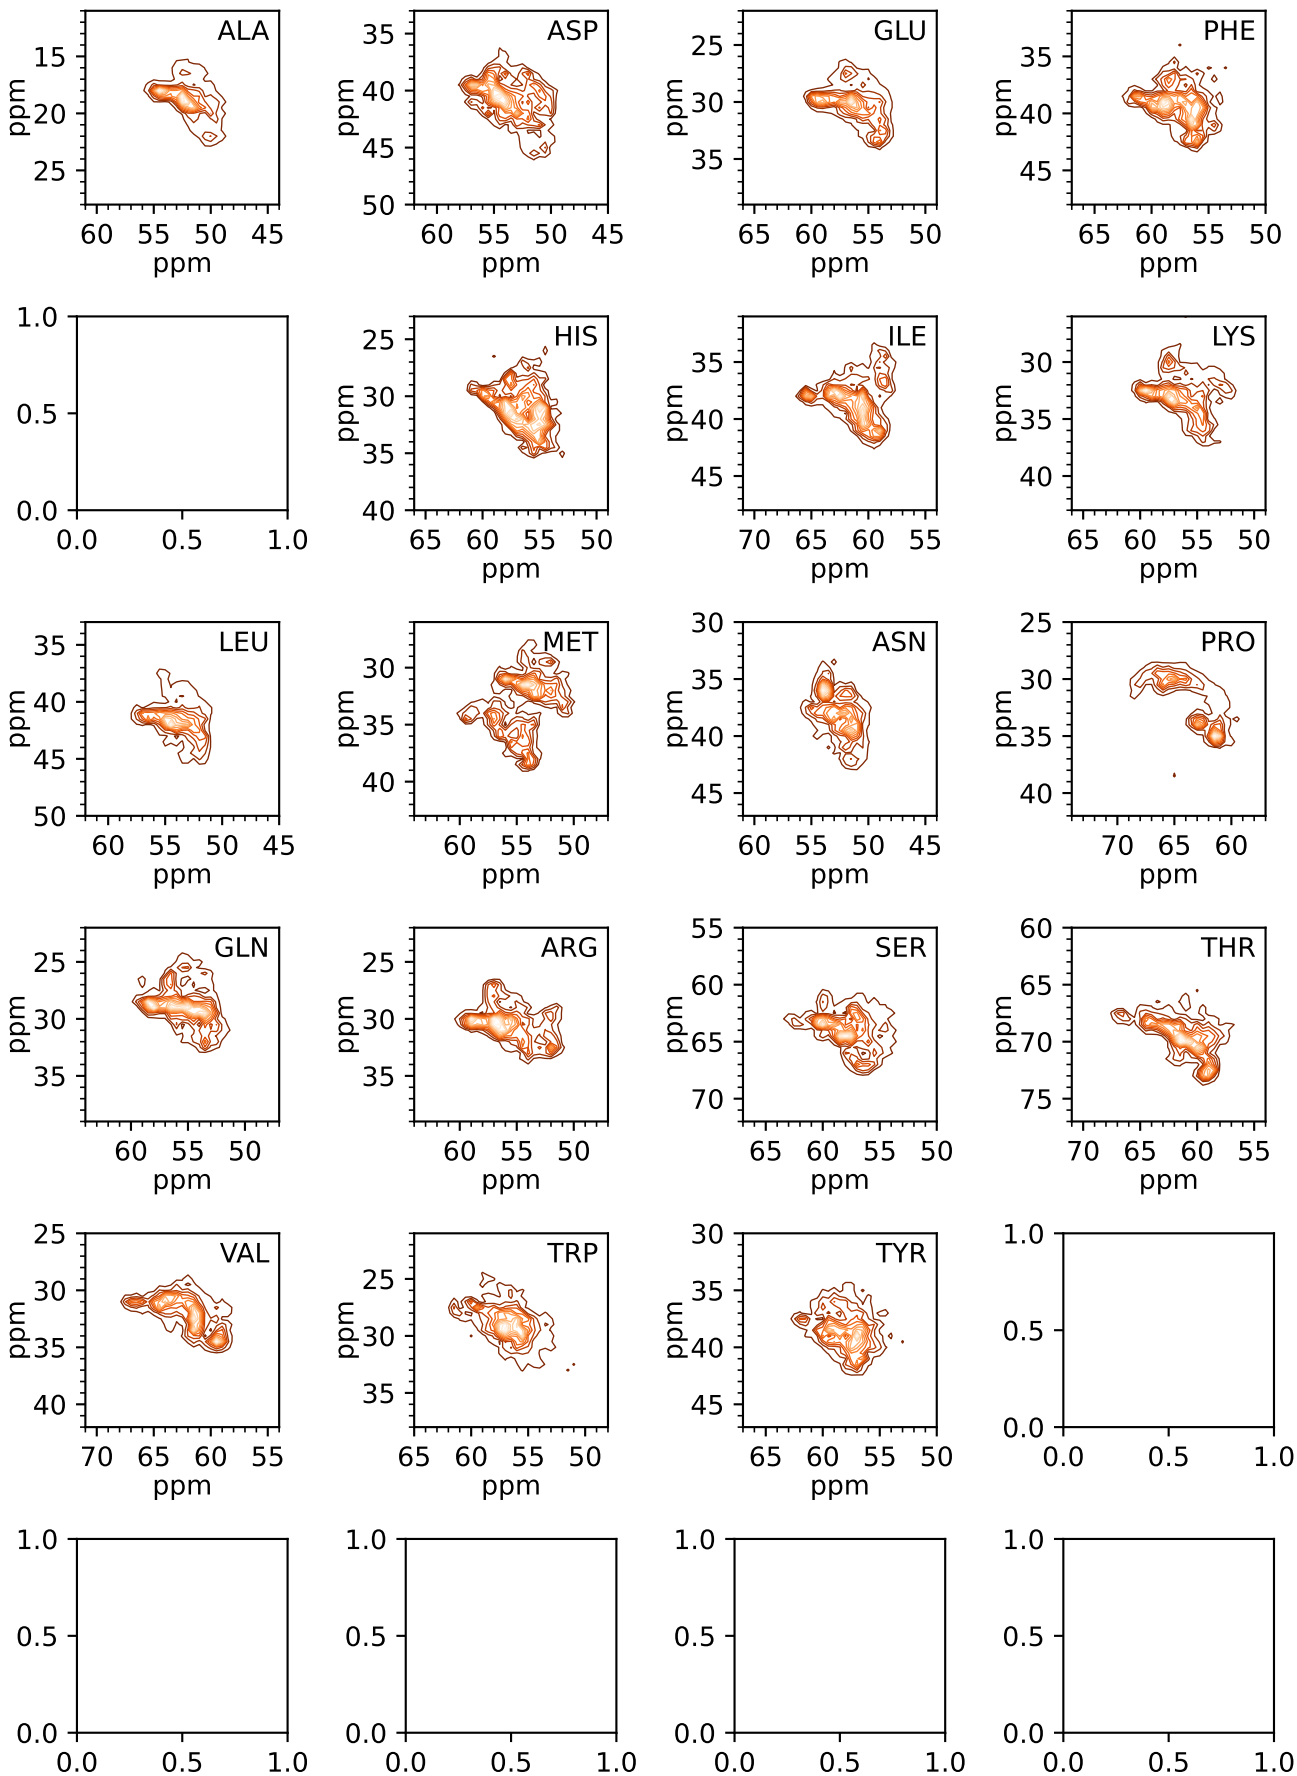 ALA
ppm
15
20
25
60 55 50 45
ppm
ASP
ppm
35
40
45
50
60 55 50 45
ppm
GLU
ppm
25
30
35
65 60 55 50
ppm
PHE
ppm
35
40
45
65 60 55 50
ppm
1.0
0.5
0.0
0.0 0.5 1.0
HIS
ppm
25
30
35
40
65 60 55 50
ppm
ILE
ppm
35
40
45
70 65 60 55
ppm
LYS
ppm
30
35
40
65 60 55 50
ppm
LEU
ppm
35
40
45
50
60 55 50 45
ppm
MET
ppm
30
35
40
60 55 50
ppm
ASN
ppm
30
35
40
45
60 55 50 45
ppm
PRO
ppm
25
30
35
40
70 65 60
ppm
GLN
ppm
25
30
35
60 55 50
ppm
ARG
ppm
25
30
35
60 55 50
ppm
SER
ppm
55
60
65
70
65 60 55 50
ppm
THR
ppm
60
65
70
75
70 65 60 55
ppm
VAL
ppm
25
30
35
40
70 65 60 55
ppm
TRP
ppm
25
30
35
65 60 55 50
ppm
TYR
ppm
30
35
40
45
65 60 55 50
ppm
1.0
0.5
0.0
0.0 0.5 1.0
1.0
0.5
0.0
0.0 0.5 1.0
1.0
0.5
0.0
0.0 0.5 1.0
1.0
0.5
0.0
0.0 0.5 1.0
1.0
0.5
0.0
0.0 0.5 1.0